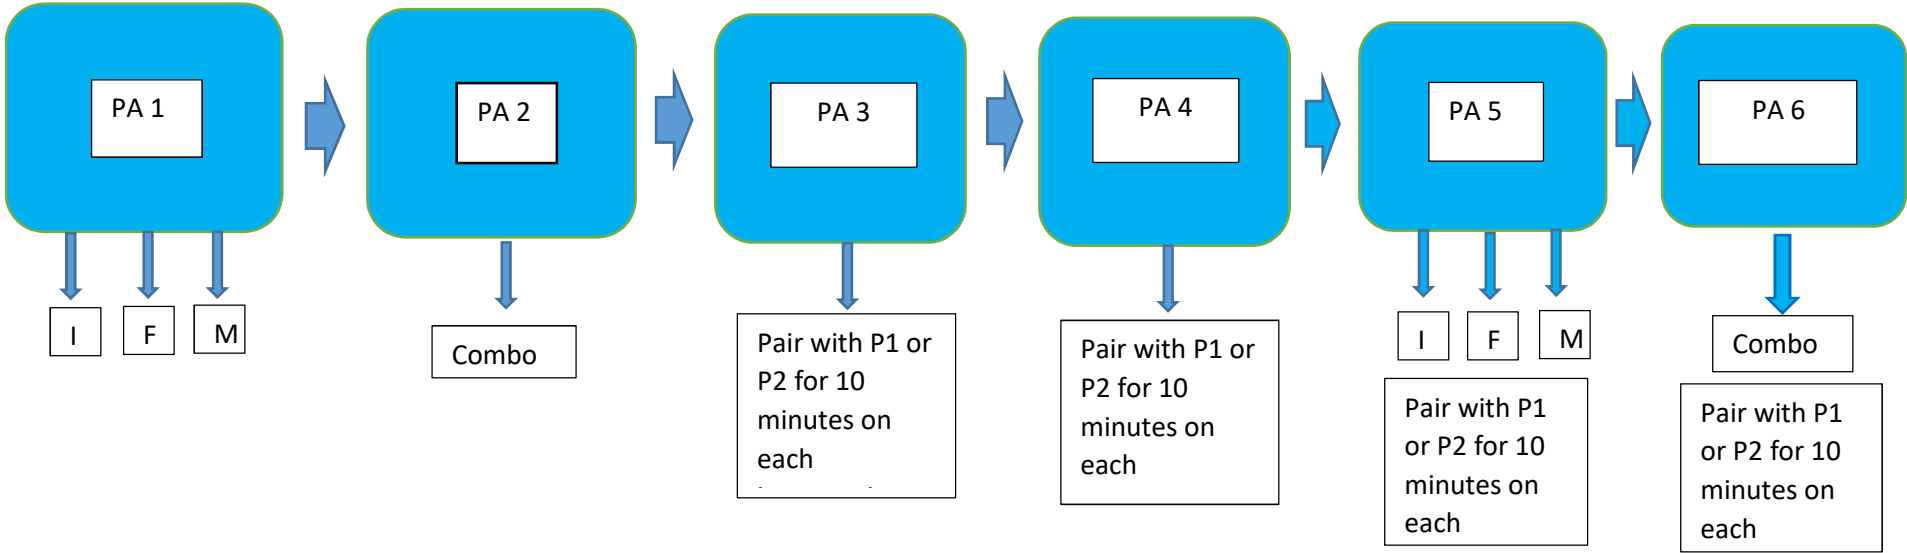 PA 1
PA 2
PA 3
PA 4
PA 5
PA 6
I
F
M
Combo
Pair with P1 or
P2 for 10
minutes on
each
Pair with P1 or
P2 for 10
minutes on
each
I
F
M
Pair with P1
or P2 for 10
minutes on
each
Combo
Pair with P1
or P2 for 10
minutes on
each